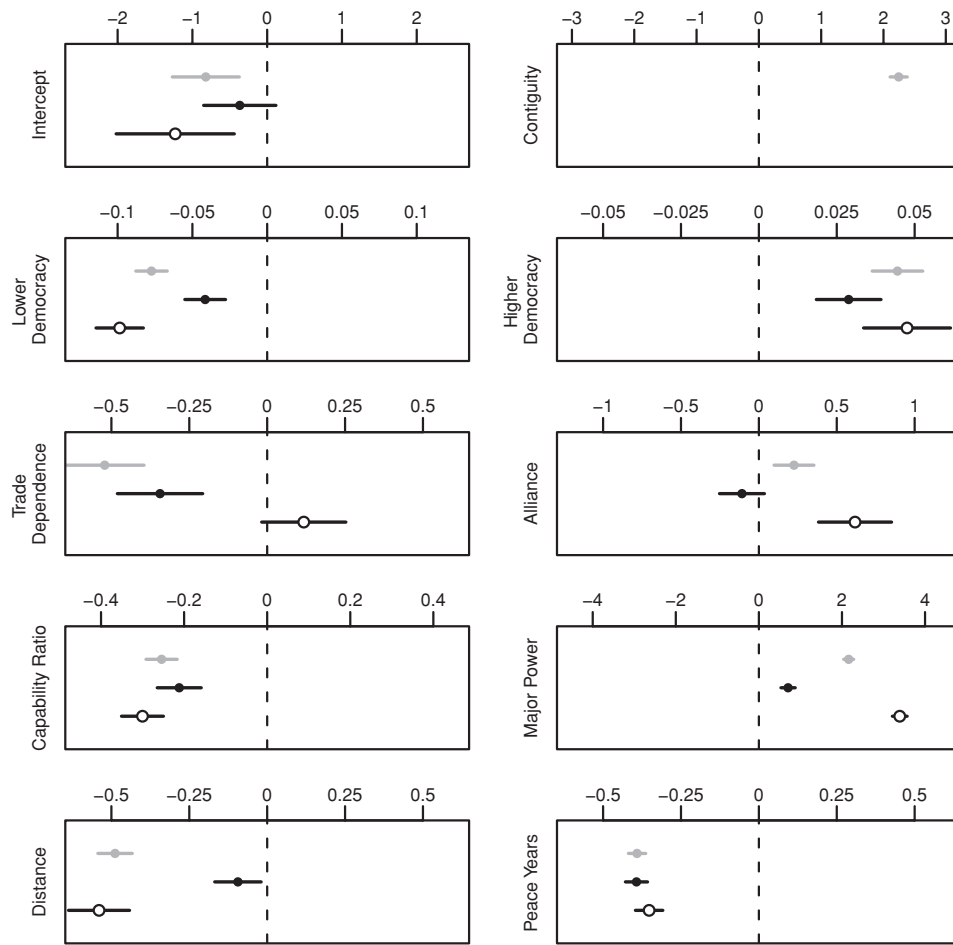 −2 −1 0 1 2
Intercept
−3 −2 −1 0 1 2 3
Contiguity
−0.1 −0.05 0 0.05 0.1
Lower
Democracy
−0.05 −0.025 0 0.025 0.05
Higher
Democracy
−0.5 −0.25 0 0.25 0.5
Trade
Dependence
−1 −0.5 0 0.5 1
Alliance
−0.4 −0.2 0 0.2 0.4
Capability Ratio
−4 −2 0 2 4
Major Power
−0.5 −0.25 0 0.25 0.5
Distance
−0.5 −0.25 0 0.25 0.5
Peace Years